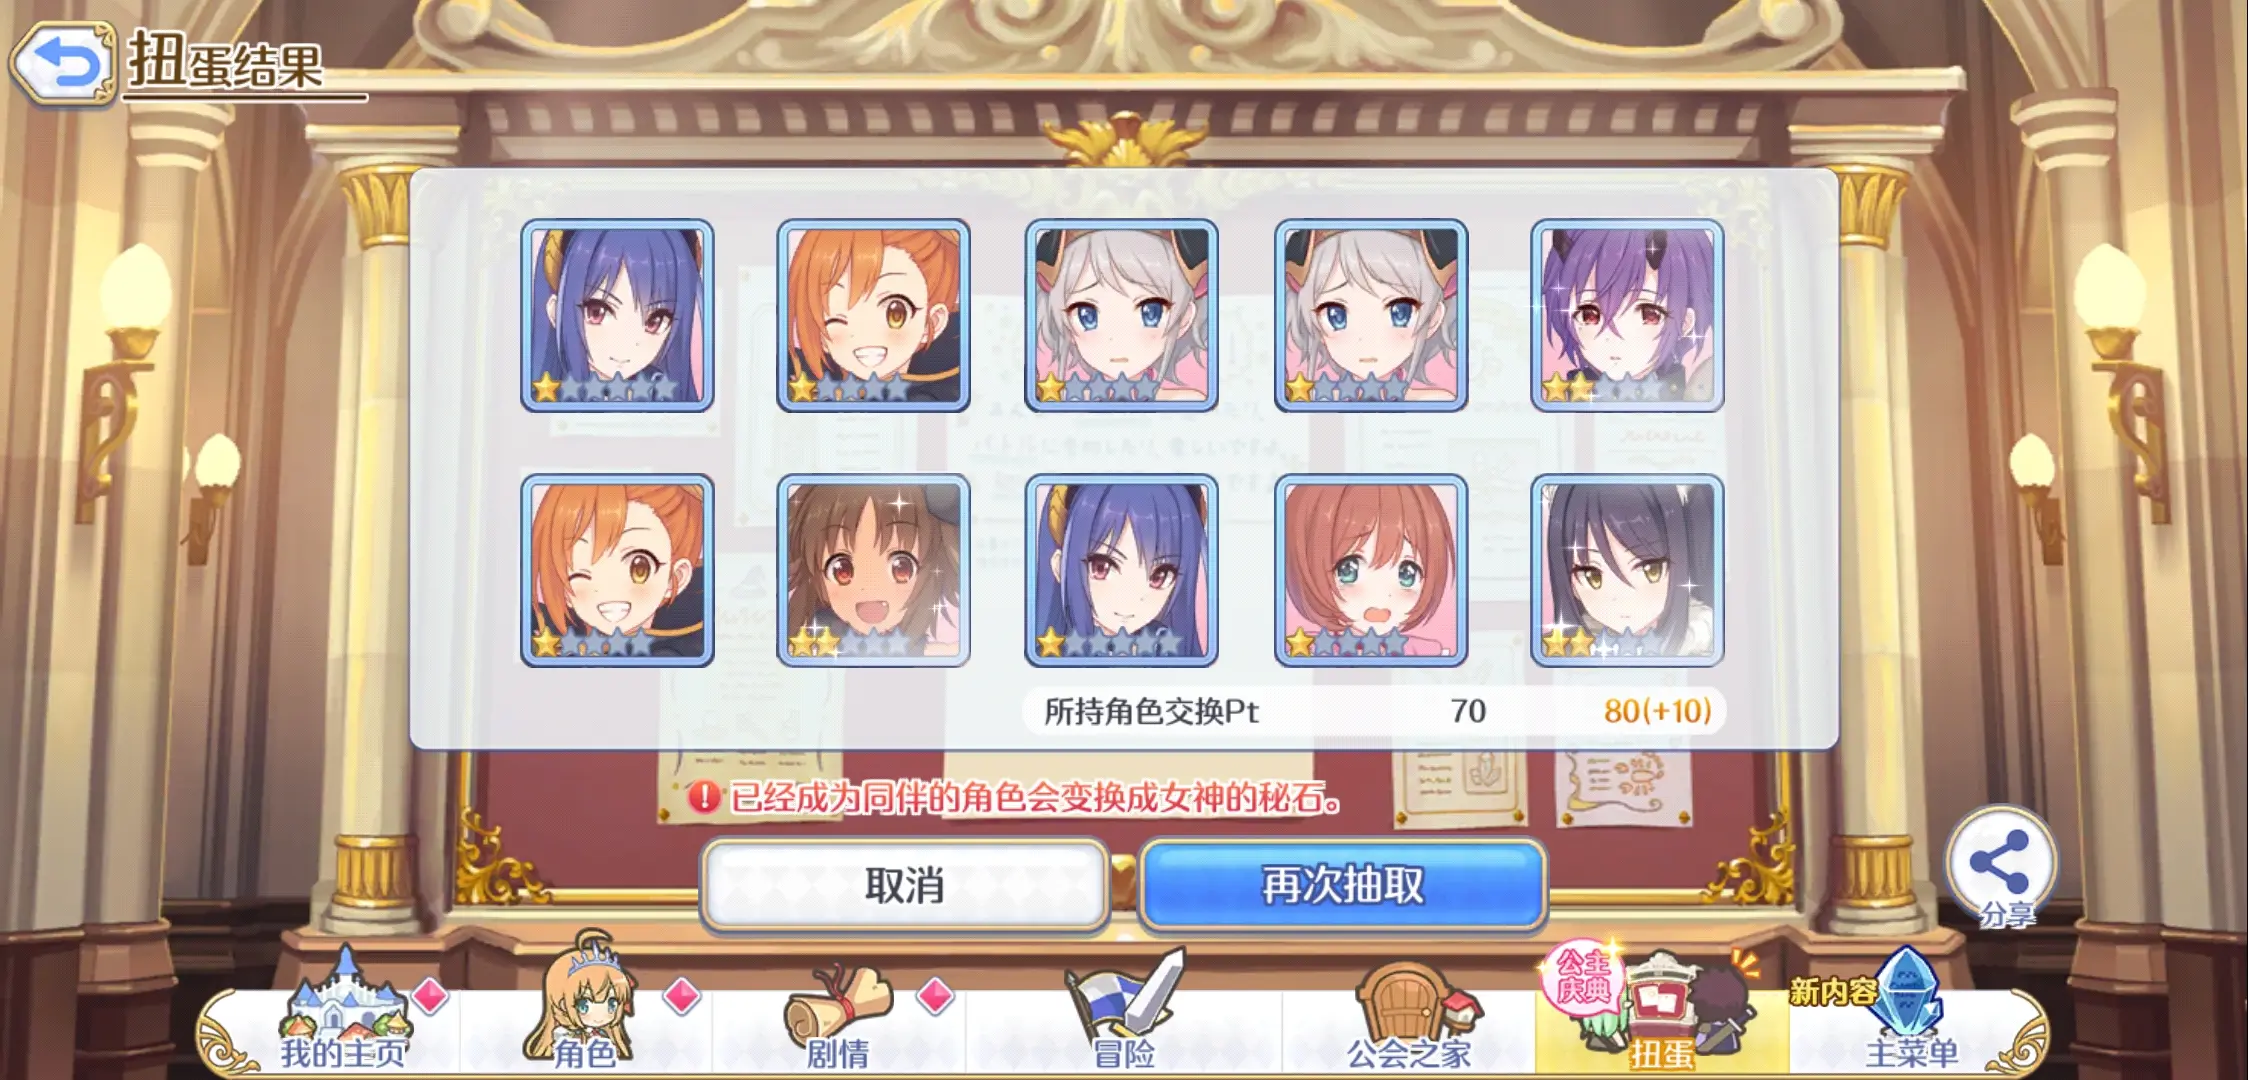 扭蛋结果
所持角色交换Pt 70 80(+10)
已经成为同伴的角色会变换成女神的秘石。
取消
再次抽取
分享
公主
庆典
新内容
我的主页
角色
剧情
冒险
公会之家
扭蛋
主菜单